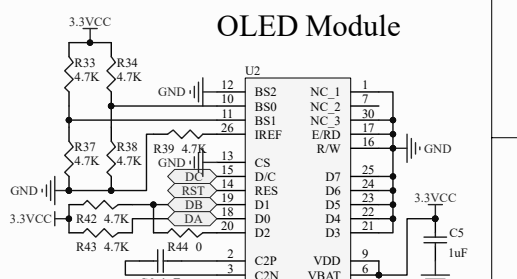 OLED Module
3.3VCC
R33
4.7K
R34
4.7K
R37
4.7K
R38
4.7K
GND
3.3VCC
R42 4.7K
R43 4.7K
R39 4.7K
R44 0
GND
GND
DC
RST
DB
DA
U2
12 BS2
10 BS0
11 BS1
26 IREF
13 CS
15 D/C
14 RES
19 D1
18 D0
20 D2
2 C2P
3 C2N
NC_1 1
NC_2 7
NC_3 30
E/RD 17
R/W 16
D7 25
D6 24
D5 23
D4 22
D3 21
VDD 9
VBAT 6
GND
3.3VCC
C5
1uF